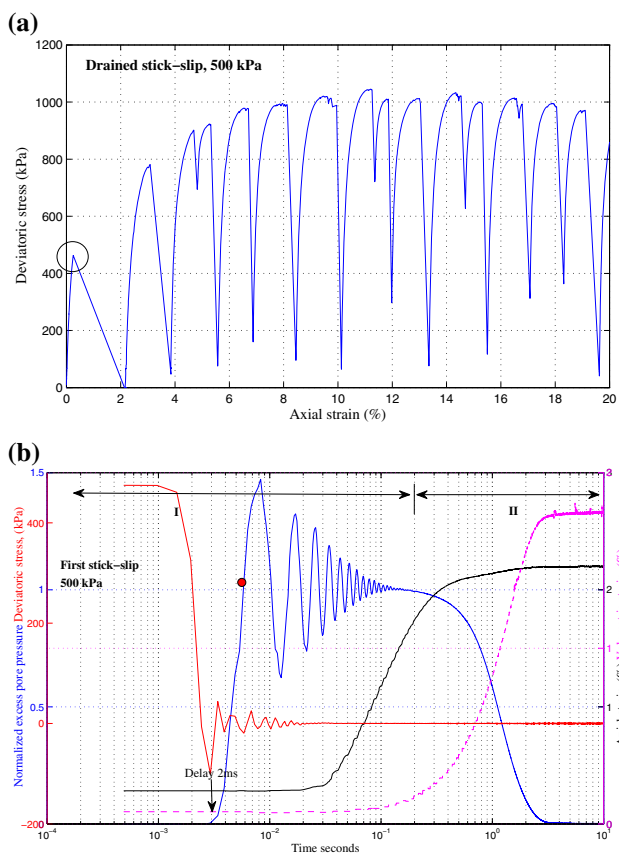 (a)
1200
1000
800
600
400
200
0
Drained stick–slip, 500 kPa
Deviatoric stress (kPa)
0 2 4 6 8 10 12 14 16 18 20
Axial strain (%)
(b)
1.5
1
0.5
0
400
200
0
−200
3
2
1
0
I
II
First stick−slip
500 kPa
Delay 2ms
Normalized excess pore pressure
Deviatoric stress, (kPa)
10−4 10−3 10−2 10−1 100 101
Time seconds